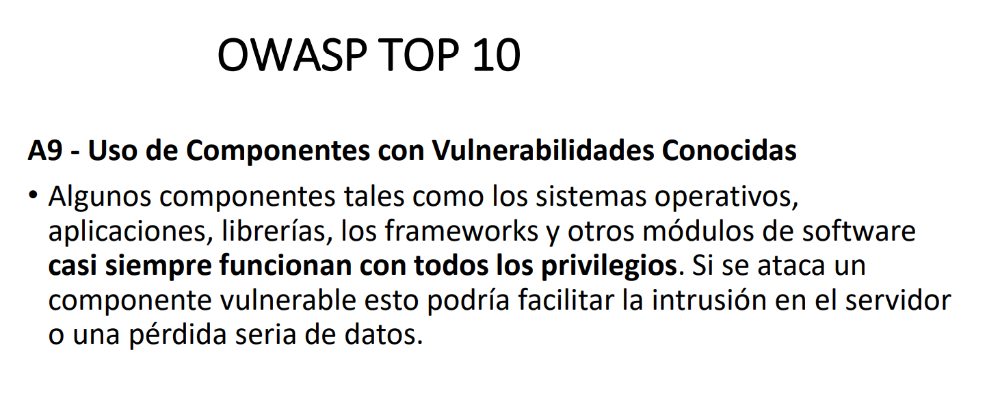 OWASP TOP 10
A9 - Uso de Componentes con Vulnerabilidades Conocidas
• Algunos componentes tales como los sistemas operativos,
aplicaciones, librerías, los frameworks y otros módulos de software
casi siempre funcionan con todos los privilegios. Si se ataca un
componente vulnerable esto podría facilitar la intrusión en el servidor
o una pérdida seria de datos.